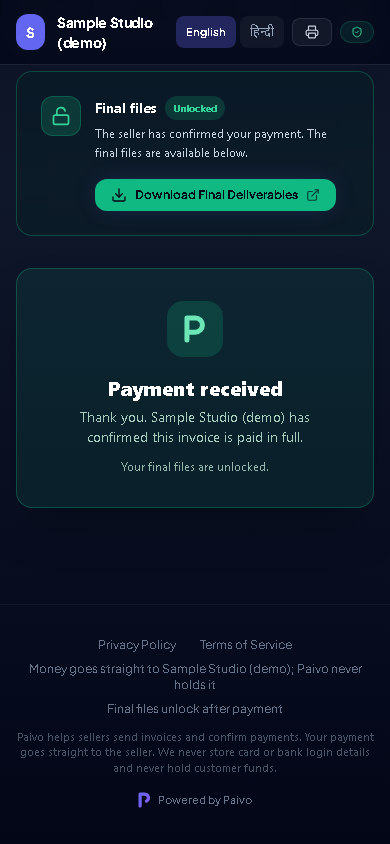 S
Sample Studio
(demo)
English
हिन्दी
Final files
Unlocked
The seller has confirmed your payment. The
final files are available below.
Download Final Deliverables
P
Payment received
Thank you. Sample Studio (demo) has
confirmed this invoice is paid in full.
Your final files are unlocked.
Privacy Policy
Terms of Service
Money goes straight to Sample Studio (demo); Paivo never
holds it
Final files unlock after payment
Paivo helps sellers send invoices and confirm payments. Your payment
goes straight to the seller. We never store card or bank login details
and never hold customer funds.
P Powered by Paivo